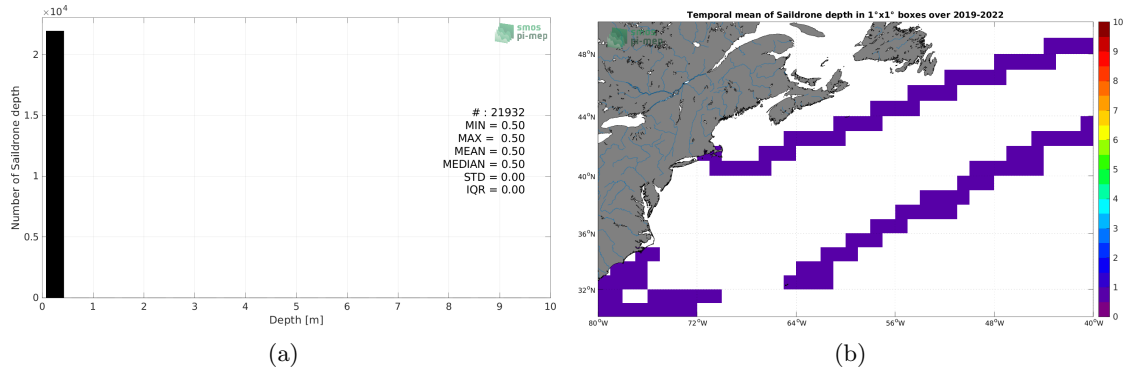 ×10⁴
smos
pi-mep
2
1.5
1
0.5
0
Number of Saildrone depth
# : 21932
MIN = 0.50
MAX = 0.50
MEAN = 0.50
MEDIAN = 0.50
STD = 0.00
IQR = 0.00
0 1 2 3 4 5 6 7 8 9 10
Depth [m]
(a)
Temporal mean of Saildrone depth in 1°x1° boxes over 2019-2022
smos
pi-mep
48°N
44°N
40°N
36°N
32°N
80°W 72°W 64°W 56°W 48°W 40°W
10
9
8
7
6
5
4
3
2
1
0
(b)